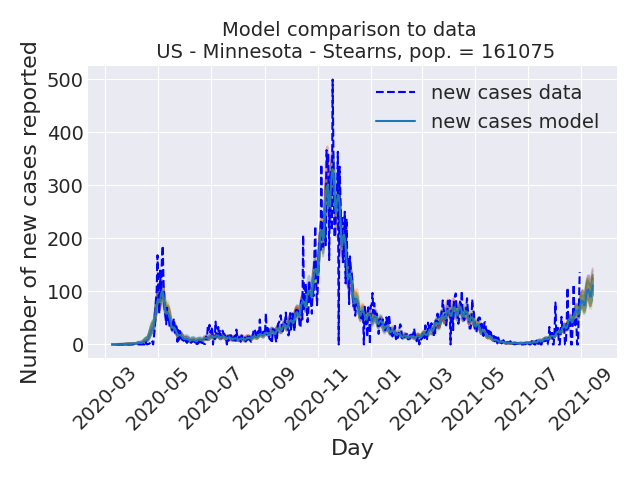 Model comparison to data
US - Minnesota - Stearns, pop. = 161075
Number of new cases reported
500
400
300
200
100
0
new cases data
new cases model
2020-03
2020-05
2020-07
2020-09
2020-11
2021-01
2021-03
2021-05
2021-07
2021-09
Day